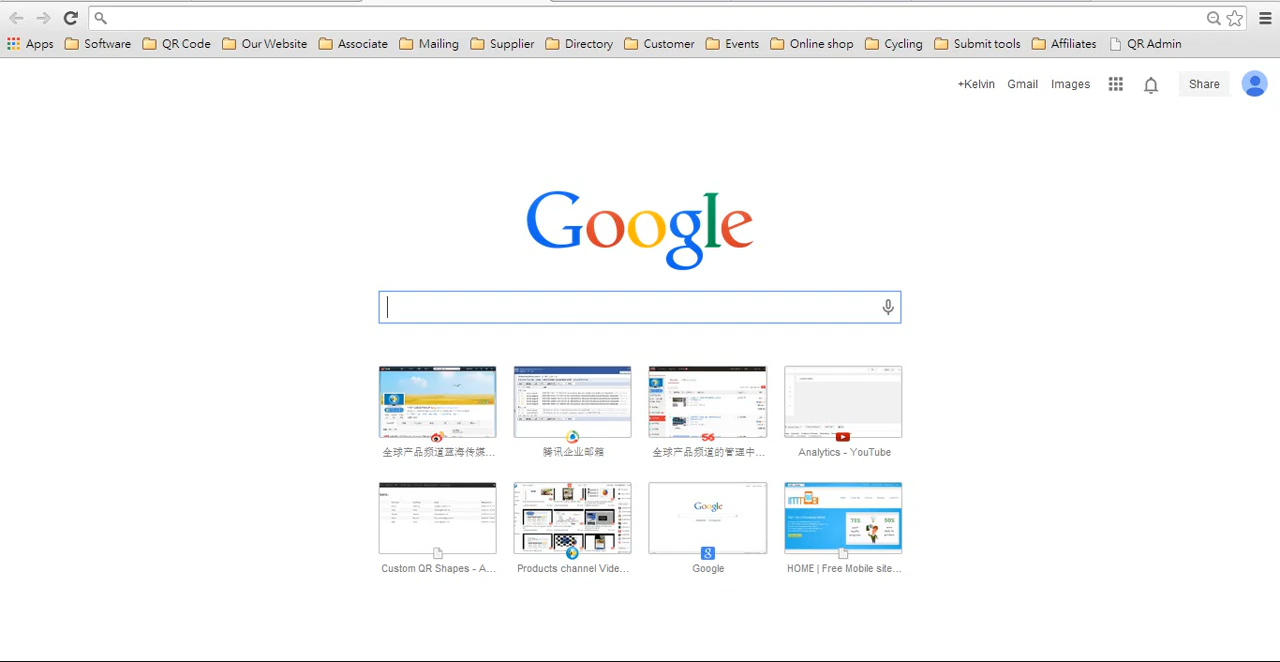 Apps Software QR Code Our Website Associate Mailing Supplier Directory Customer Events Online shop Cycling Submit tools Affiliates QR Admin
+Kelvin Gmail Images Share
Google
全球产品频道蓝海传媒... 腾讯企业邮箱 全球产品频道的管理中... Analytics - YouTube
Custom QR Shapes - A... Products channel Vide... Google HOME | Free Mobile site...